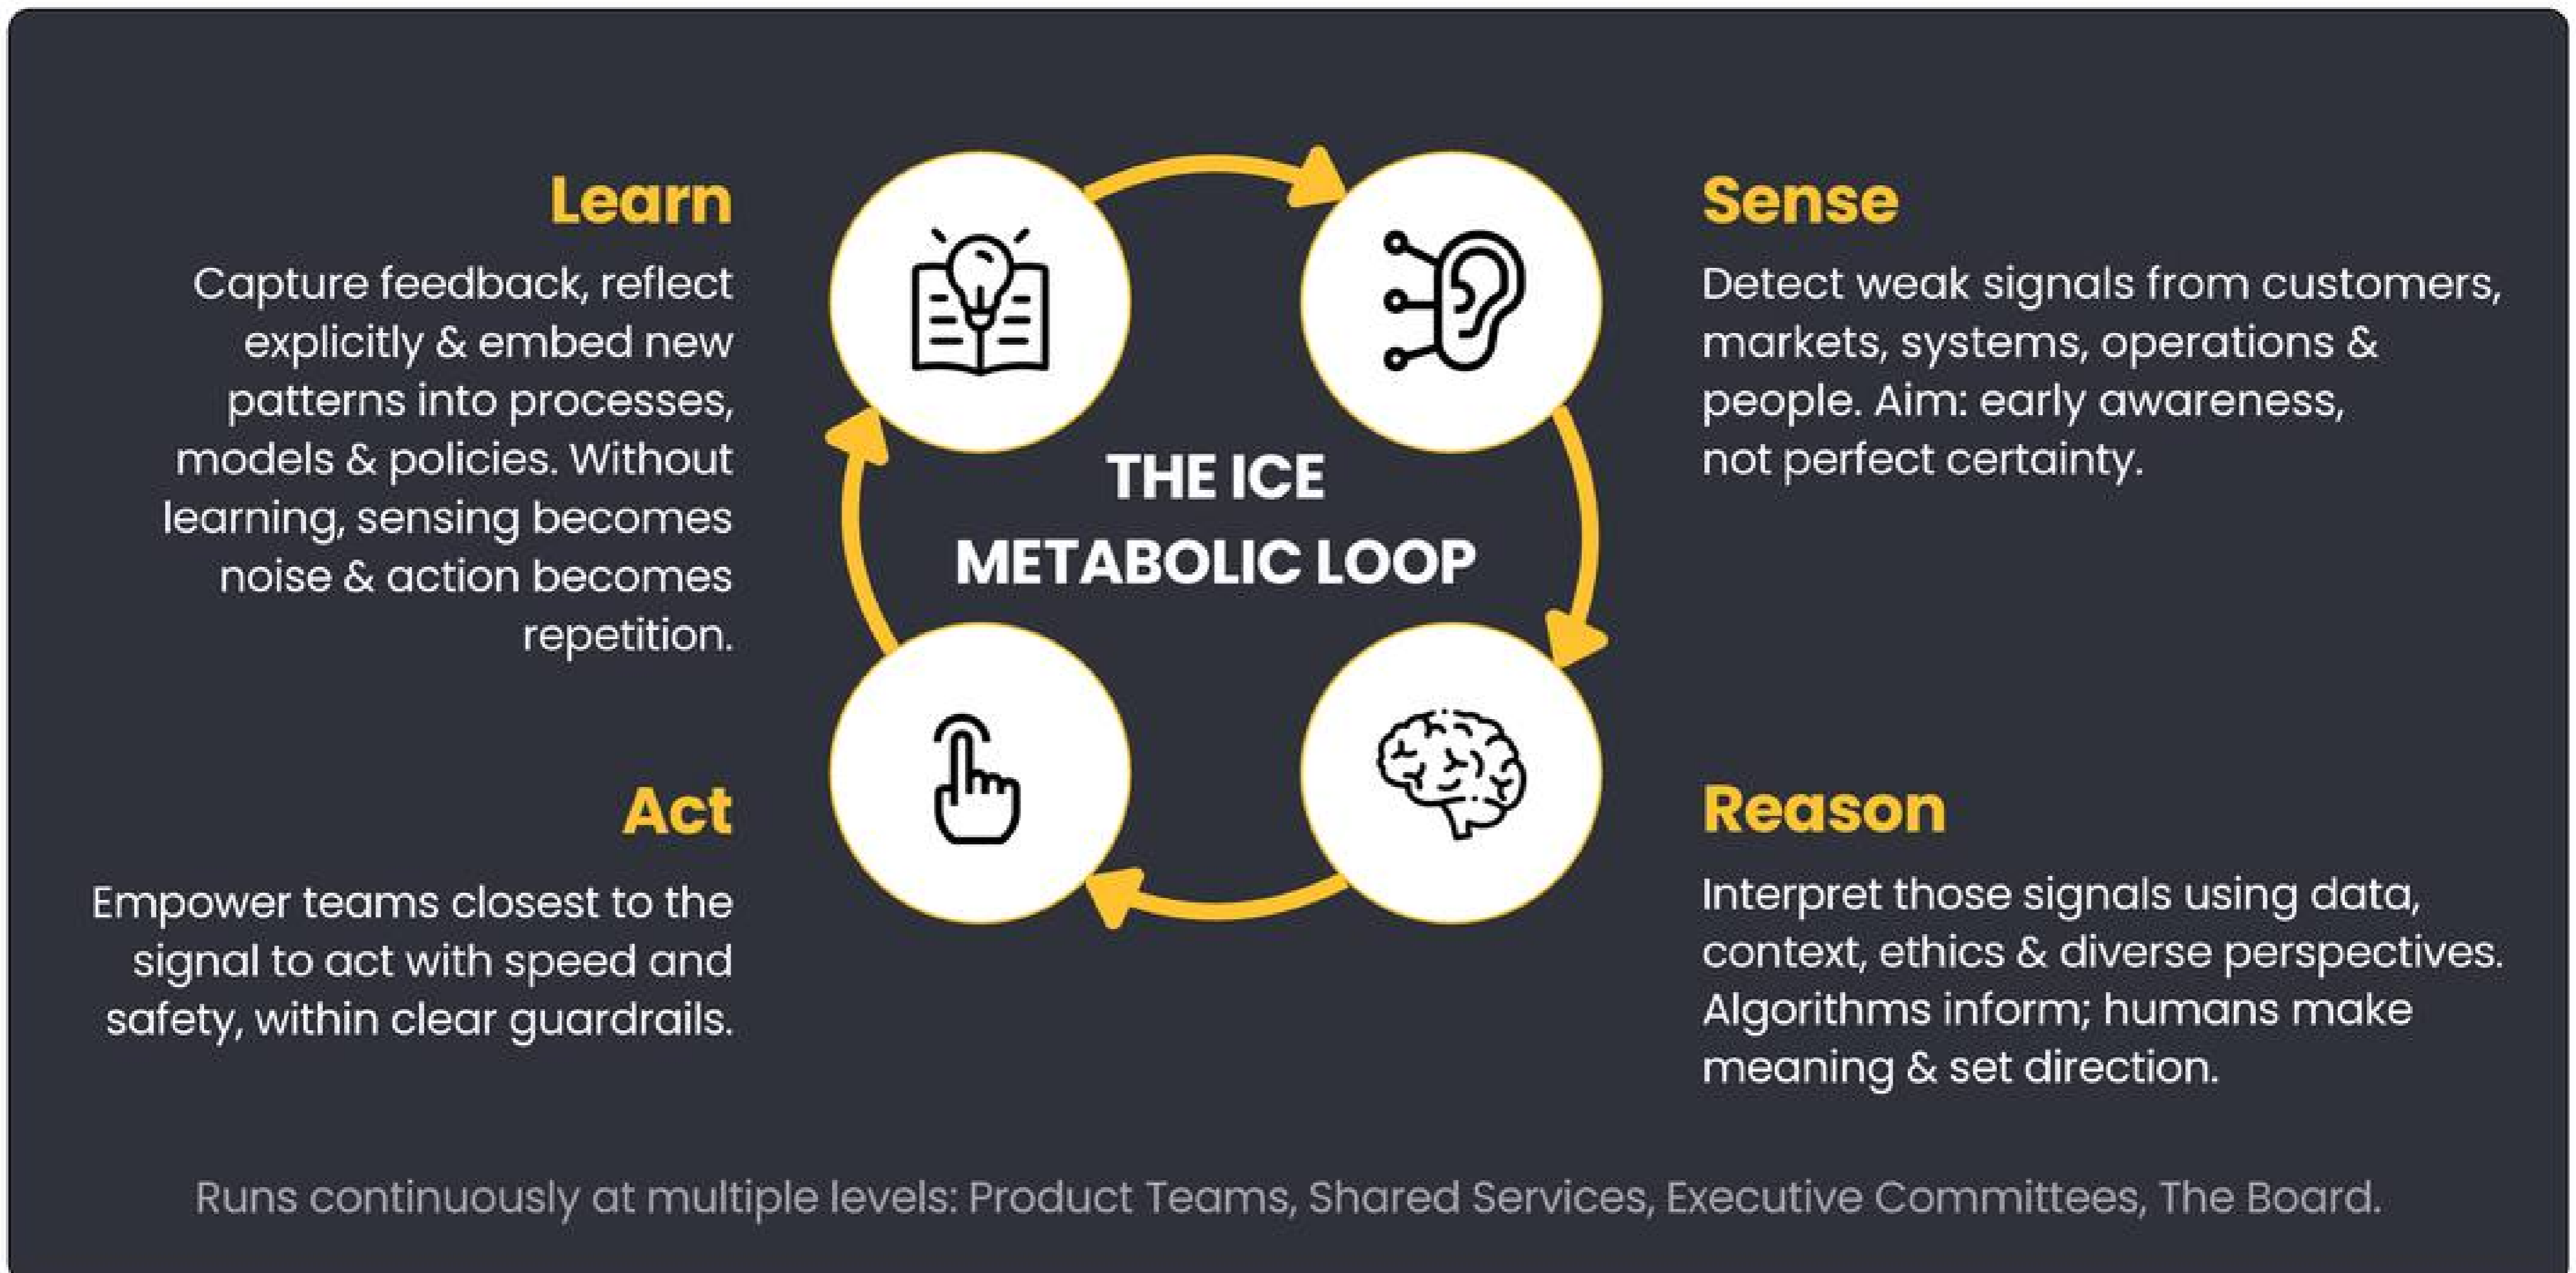 Learn
Capture feedback, reflect
explicitly & embed new
patterns into processes,
models & policies. Without
learning, sensing becomes
noise & action becomes
repetition.
Sense
Detect weak signals from customers,
markets, systems, operations &
people. Aim: early awareness,
not perfect certainty.
THE ICE
METABOLIC LOOP
Act
Empower teams closest to the
signal to act with speed and
safety, within clear guardrails.
Reason
Interpret those signals using data,
context, ethics & diverse perspectives.
Algorithms inform; humans make
meaning & set direction.
Runs continuously at multiple levels: Product Teams, Shared Services, Executive Committees, The Board.